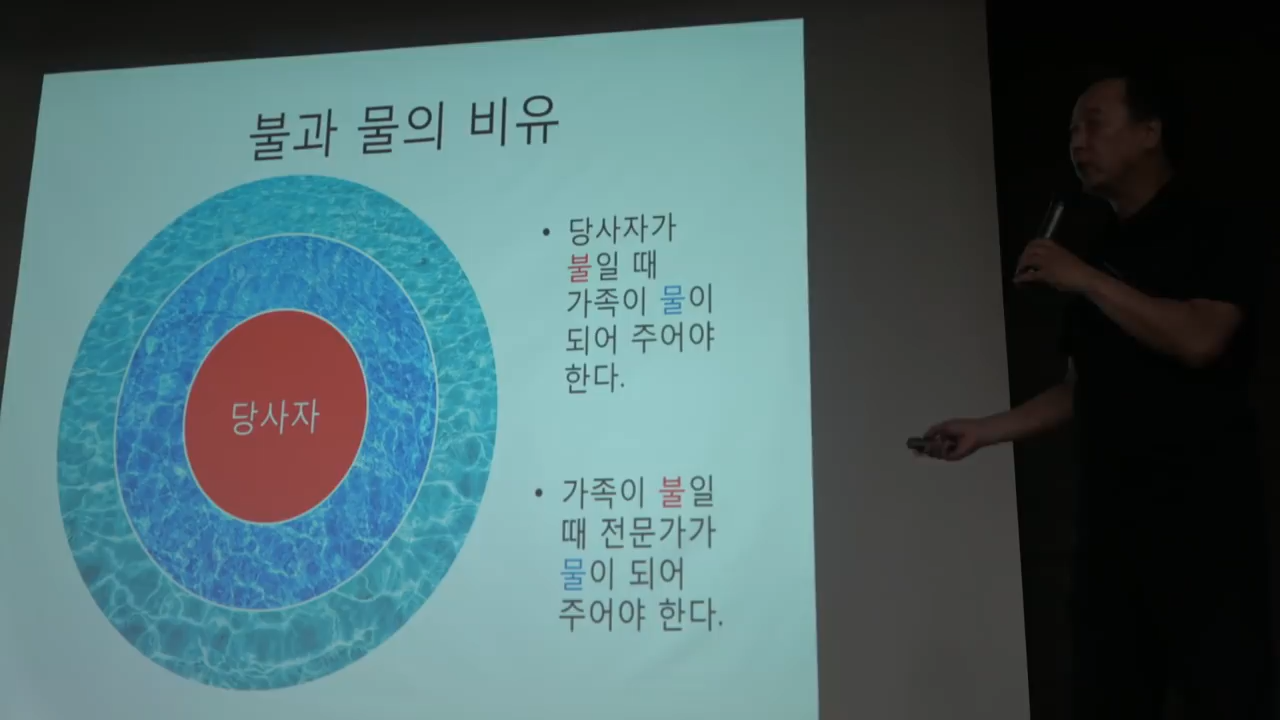 불과 물의 비유
당사자
• 당사자가
불일 때
가족이 물이
되어 주어야
한다.
• 가족이 불일
때 전문가가
물이 되어
주어야 한다.